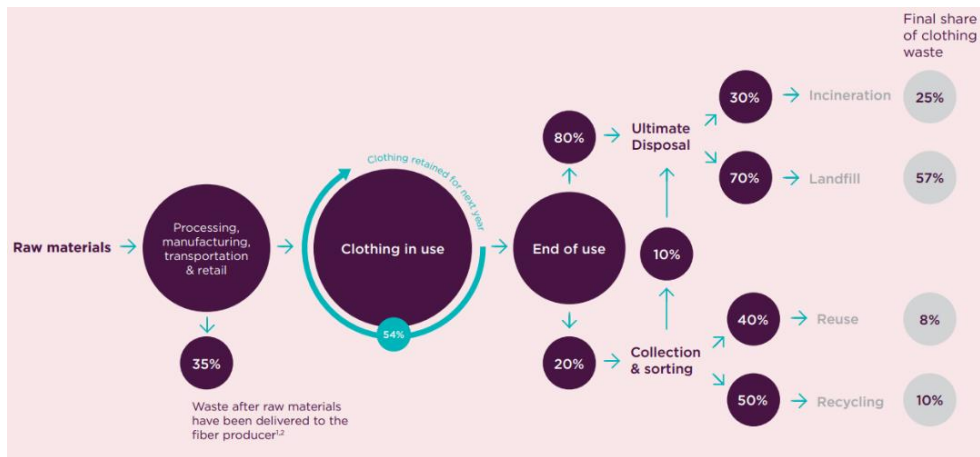 Final share
of clothing
waste
30%
Incineration
25%
80%
Ultimate
Disposal
Clothing retained for next year
70%
Landfill
57%
Processing,
manufacturing,
transportation
& retail
Raw materials
Clothing in use
End of use
10%
54%
40%
Reuse
8%
35%
20%
Collection
& sorting
50%
Recycling
10%
Waste after raw materials
have been delivered to the
fiber producer1,2